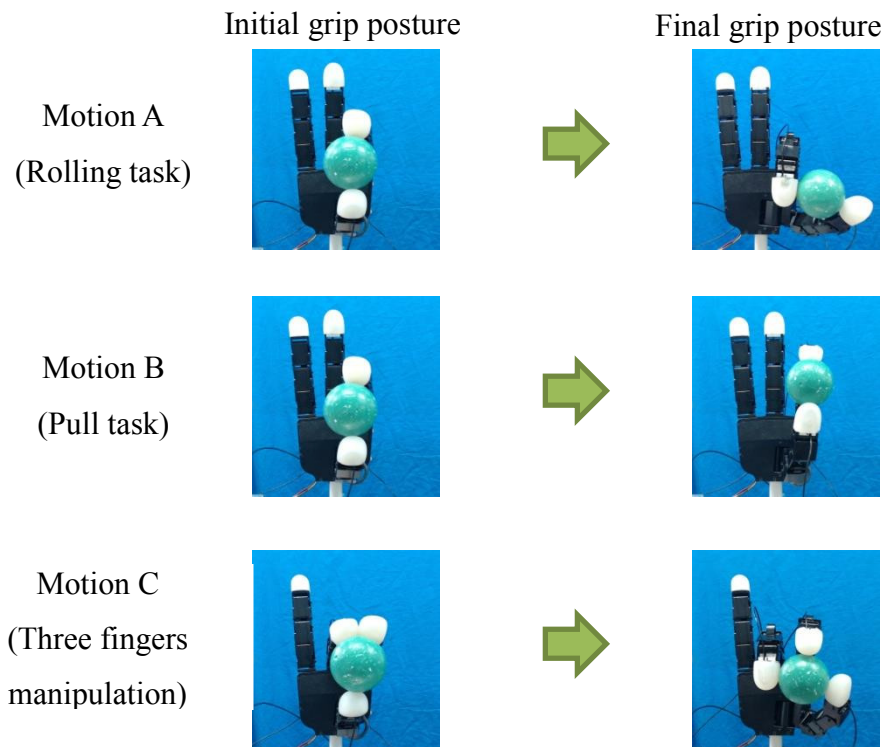 Initial grip posture
Final grip posture
Motion A
(Rolling task)
Motion B
(Pull task)
Motion C
(Three fingers
manipulation)